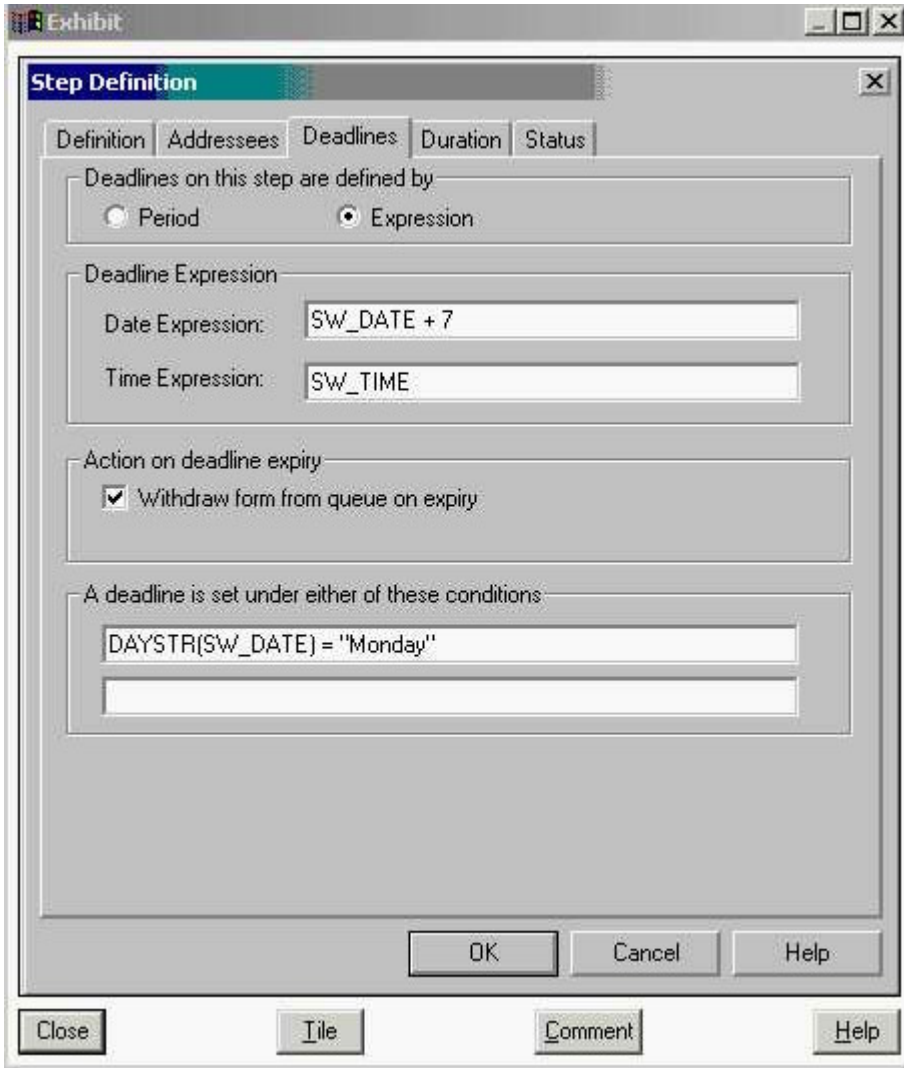 Exhibit
Step Definition
Definition Addressees Deadlines Duration Status
Deadlines on this step are defined by
Period Expression
Deadline Expression
Date Expression: SW_DATE + 7
Time Expression: SW_TIME
Action on deadline expiry
Withdraw form from queue on expiry
A deadline is set under either of these conditions
DAYSTR(SW_DATE) = "Monday"
OK Cancel Help
Close Tile Comment Help